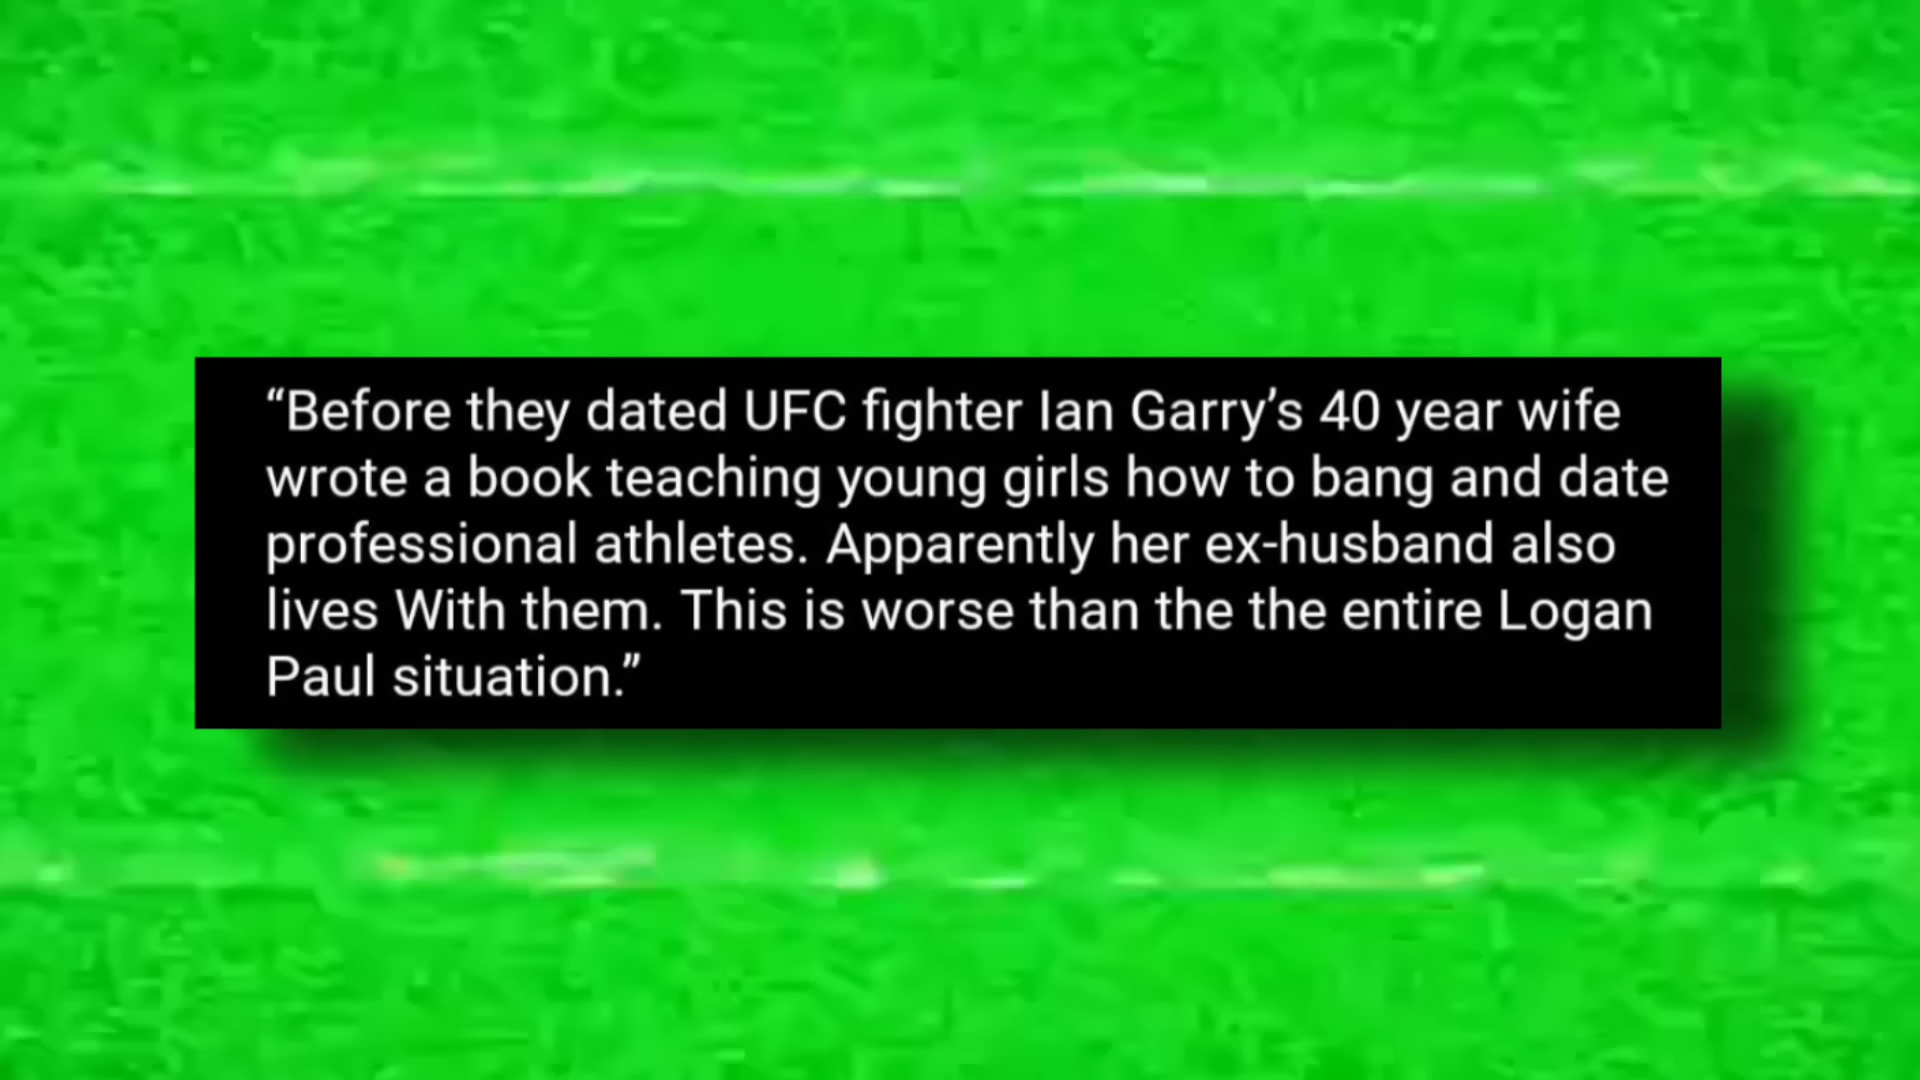 “Before they dated UFC fighter Ian Garry’s 40 year wife
wrote a book teaching young girls how to bang and date
professional athletes. Apparently her ex-husband also
lives With them. This is worse than the the entire Logan
Paul situation.”